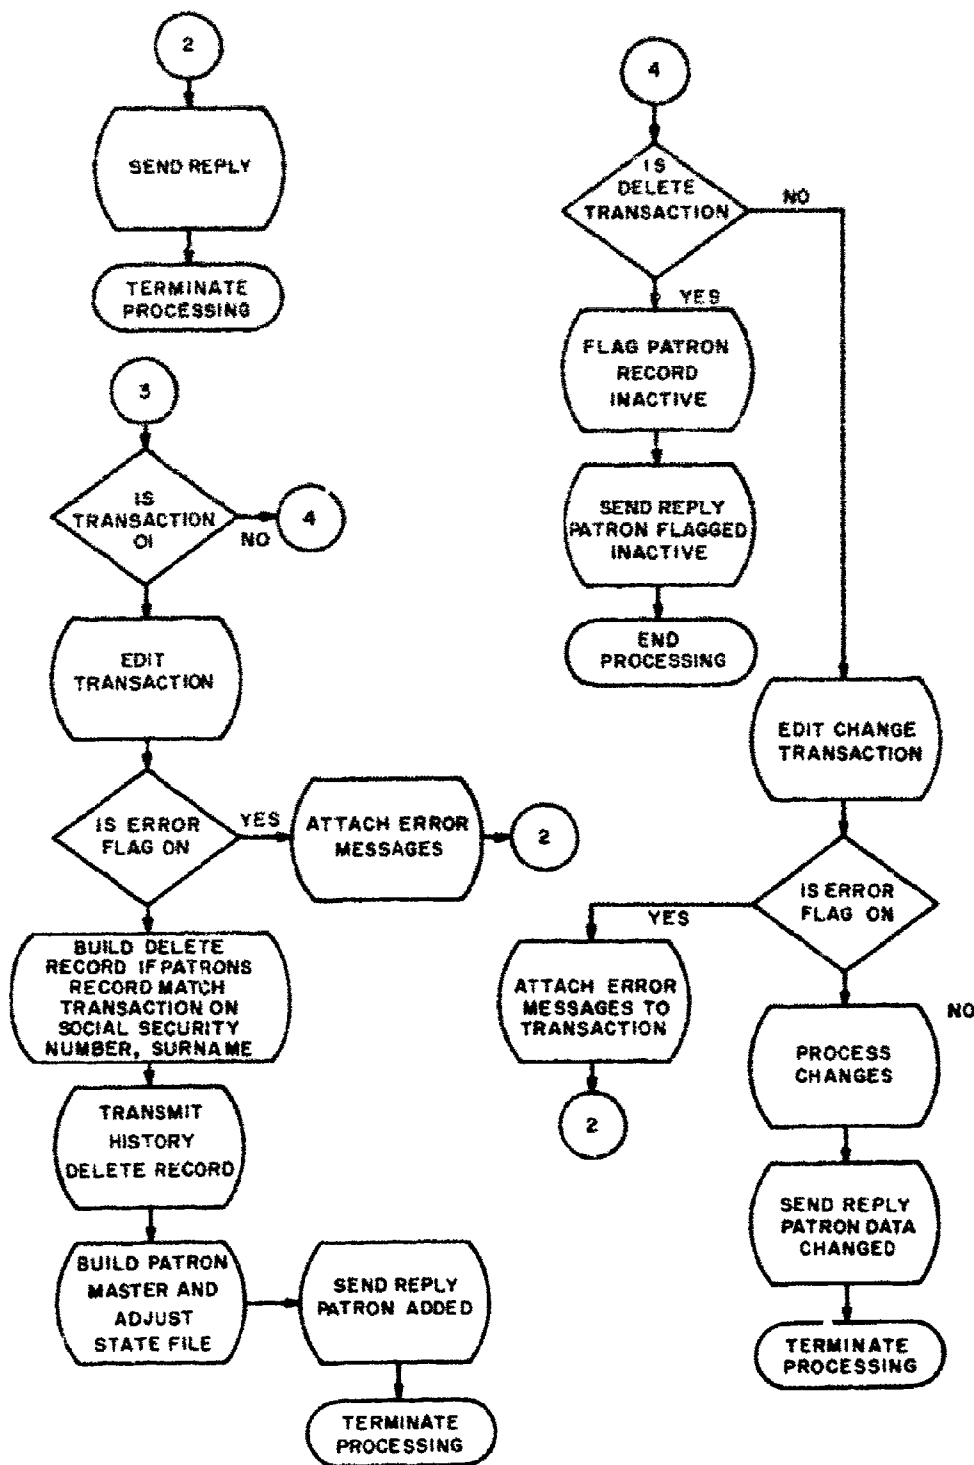 2
SEND REPLY
TERMINATE
PROCESSING
3
IS
TRANSACTION
01
NO
4
EDIT
TRANSACTION
IS ERROR
FLAG ON
YES
ATTACH ERROR
MESSAGES
2
BUILD DELETE
RECORD IF PATRONS
RECORD MATCH
TRANSACTION ON
SOCIAL SECURITY
NUMBER, SURNAME
TRANSMIT
HISTORY
DELETE RECORD
BUILD PATRON
MASTER AND
ADJUST
STATE FILE
SEND REPLY
PATRON ADDED
TERMINATE
PROCESSING
4
IS
DELETE
TRANSACTION
NO
YES
FLAG PATRON
RECORD
INACTIVE
SEND REPLY
PATRON FLAGGED
INACTIVE
END
PROCESSING
EDIT CHANGE
TRANSACTION
IS ERROR
FLAG ON
YES
ATTACH ERROR
MESSAGES TO
TRANSACTION
2
NO
PROCESS
CHANGES
SEND REPLY
PATRON DATA
CHANGED
TERMINATE
PROCESSING